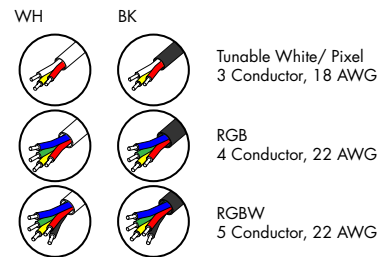 WH BK
Tunable White/ Pixel
3 Conductor, 18 AWG
RGB
4 Conductor, 22 AWG
RGBW
5 Conductor, 22 AWG